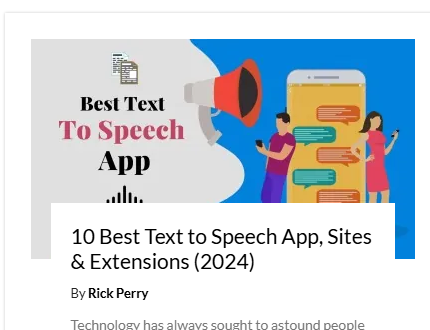 Best Text
To Speech
App
10 Best Text to Speech App, Sites
& Extensions (2024)
By Rick Perry
Technology has always sought to astound people